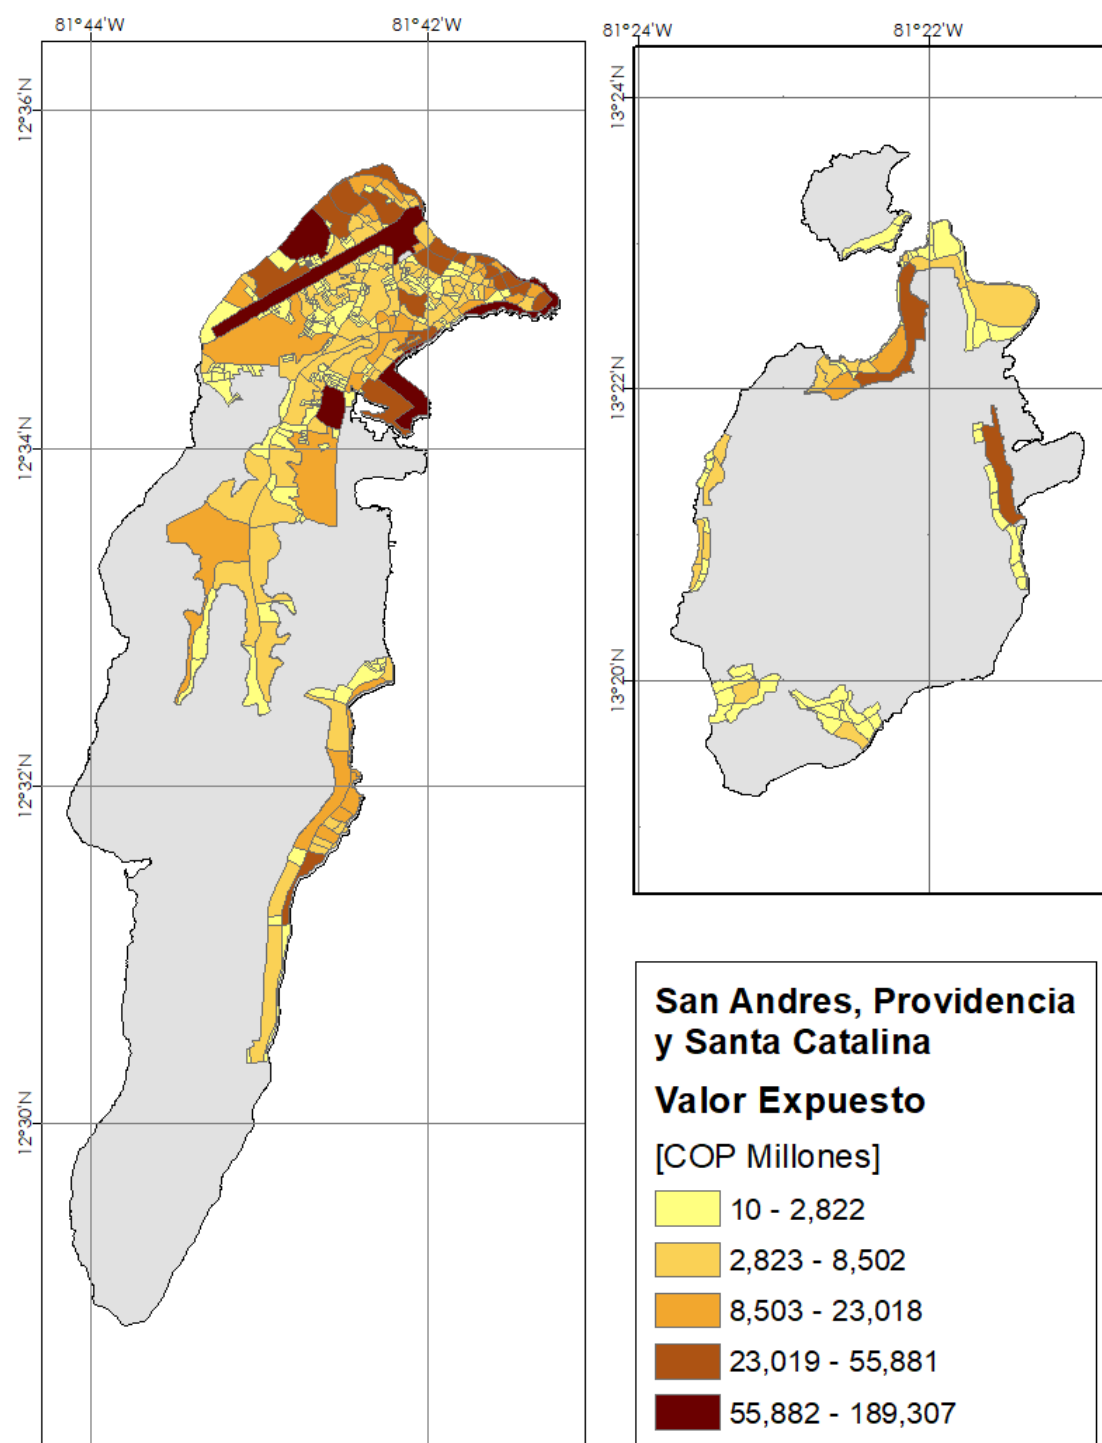 81°44'W
81°42'W
81°24'W
81°22'W
12°36'N
12°34'N
12°32'N
12°30'N
13°24'N
13°22'N
13°20'N
San Andres, Providencia
y Santa Catalina
Valor Expuesto
[COP Millones]
10 - 2,822
2,823 - 8,502
8,503 - 23,018
23,019 - 55,881
55,882 - 189,307